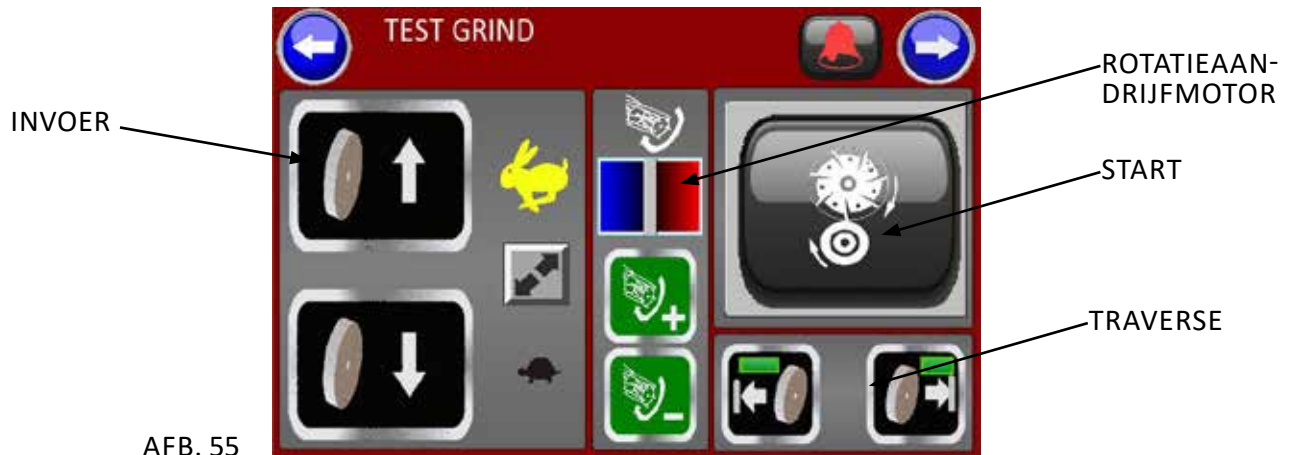 TEST GRIND
INVOER
ROTATIEAAN-
DRIJFMOTOR
START
TRAVERSE
AFB. 55